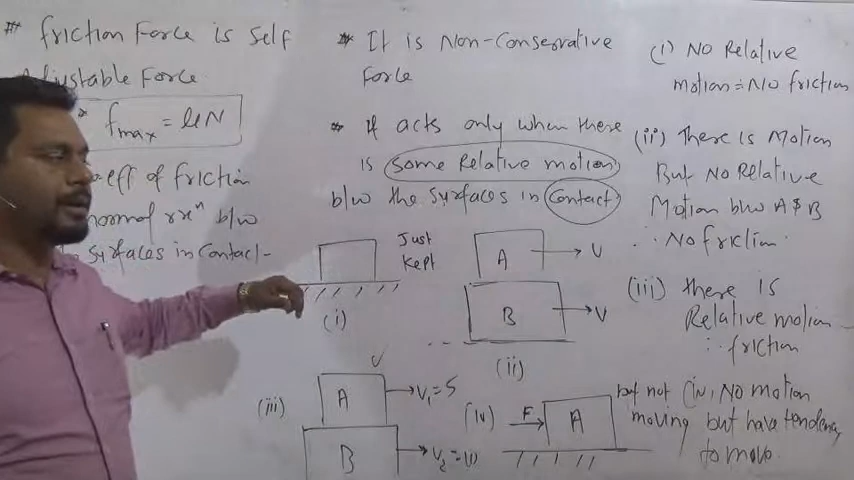 * friction Force is Self
Adjustable Force
* fmax = μN
eff of friction
normal rxⁿ b/w
Surfaces in Contact-
* It is Non-Conservative
Force
* If acts only when there
is Some Relative motion
b/w the Surfaces in Contact
Just
Kept
(i)
A → V
B → V
(ii)
V
(iii)
A → V₁=5
B → V₂=10
(iv)
F → A
(i) NO Relative
motion = No friction
(ii) There is Motion
But NO Relative
Motion b/w A & B
∴ No friction.
(iii) there is
Relative motion
∴ friction
but not (iv) No motion
moving but have tendency
to move.